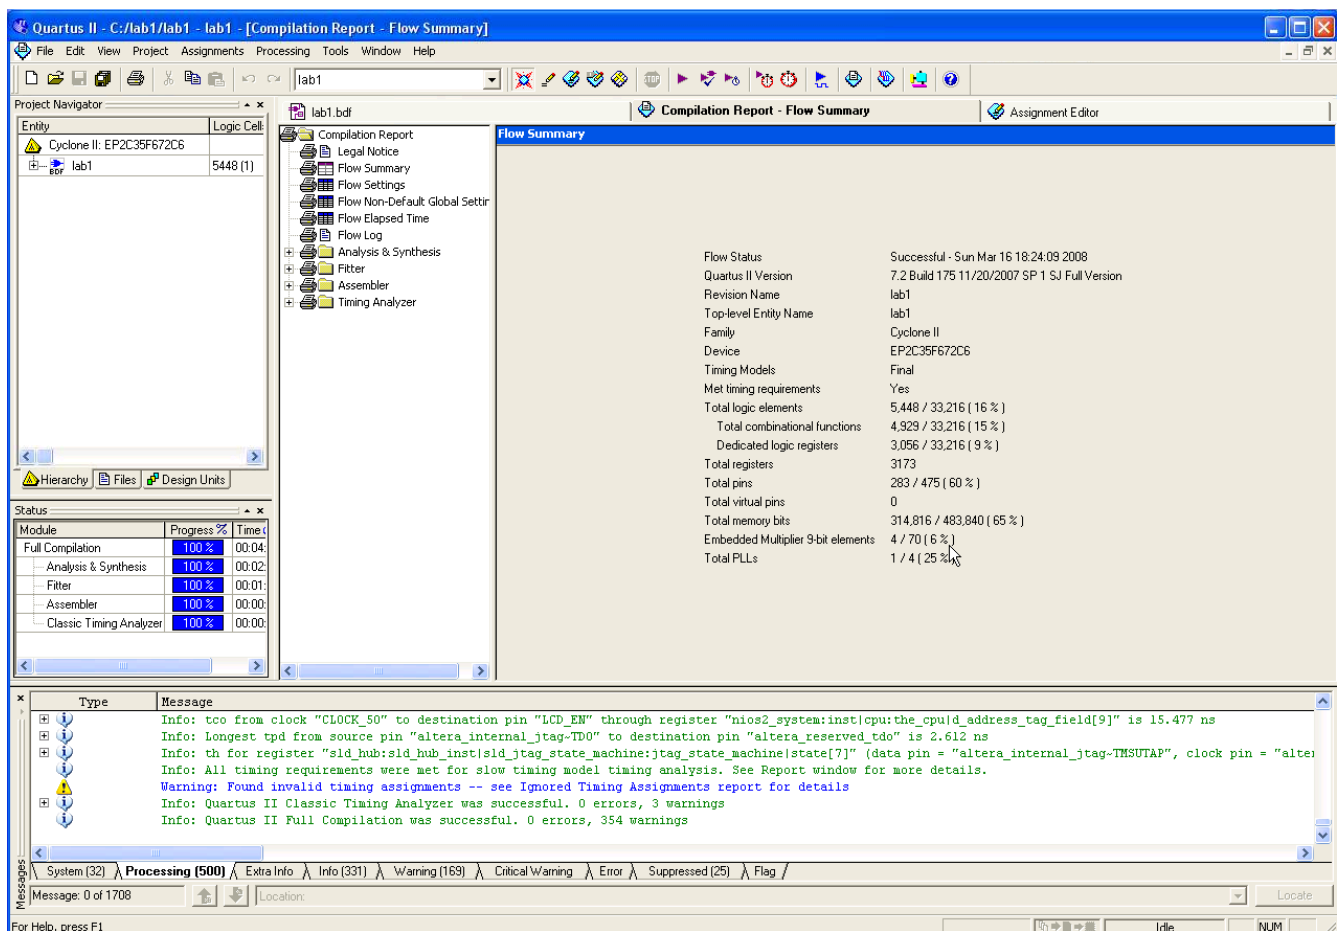 Quartus II - C:/lab1/lab1 - lab1 - [Compilation Report - Flow Summary]
File Edit View Project Assignments Processing Tools Window Help
lab1
Project Navigator
Entity Logic Cell:
Cyclone II: EP2C35F672C6
lab1 5448 (1)
Hierarchy Files Design Units
Status
Module Progress % Time (
Full Compilation 100 % 00:04:
Analysis & Synthesis 100 % 00:02:
Fitter 100 % 00:01:
Assembler 100 % 00:00:
Classic Timing Analyzer 100 % 00:00:
lab1.bdf
Compilation Report - Flow Summary
Assignment Editor
Compilation Report
Legal Notice
Flow Summary
Flow Settings
Flow Non-Default Global Settir
Flow Elapsed Time
Flow Log
Analysis & Synthesis
Fitter
Assembler
Timing Analyzer
Flow Summary
Flow Status Successful - Sun Mar 16 18:24:09 2008
Quartus II Version 7.2 Build 175 11/20/2007 SP 1 SJ Full Version
Revision Name lab1
Top-level Entity Name lab1
Family Cyclone II
Device EP2C35F672C6
Timing Models Final
Met timing requirements Yes
Total logic elements 5,448 / 33,216 ( 16 % )
Total combinational functions 4,929 / 33,216 ( 15 % )
Dedicated logic registers 3,056 / 33,216 ( 9 % )
Total registers 3173
Total pins 283 / 475 ( 60 % )
Total virtual pins 0
Total memory bits 314,816 / 483,840 ( 65 % )
Embedded Multiplier 9-bit elements 4 / 70 ( 6 % )
Total PLLs 1 / 4 ( 25 % )
Type Message
Info: tco from clock "CLOCK_50" to destination pin "LCD_EN" through register "nios2_system:inst|cpu:the_cpu|d_address_tag_field[9]" is 15.477 ns
Info: Longest tpd from source pin "altera_internal_jtag~TDO" to destination pin "altera_reserved_tdo" is 2.612 ns
Info: th for register "sld_hub:sld_hub_inst|sld_jtag_state_machine:jtag_state_machine|state[7]" (data pin = "altera_internal_jtag~TMSUTAP", clock pin = "alter
Info: All timing requirements were met for slow timing model timing analysis. See Report window for more details.
Warning: Found invalid timing assignments -- see Ignored Timing Assignments report for details
Info: Quartus II Classic Timing Analyzer was successful. 0 errors, 3 warnings
Info: Quartus II Full Compilation was successful. 0 errors, 354 warnings
System (32) Processing (500) Extra Info Info (331) Warning (169) Critical Warning Error Suppressed (25) Flag
Messages
Message: 0 of 1708 Location: Locate
For Help, press F1 Idle NUM